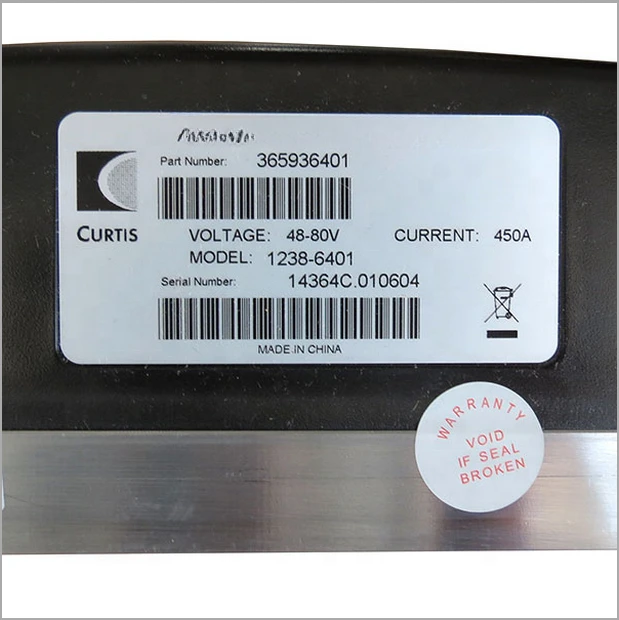 Part Number: 365936401
CURTIS
VOLTAGE: 48-80V CURRENT: 450A
MODEL: 1238-6401
Serial Number: 14364C.010604
MADE IN CHINA
WARRANTY
VOID
IF SEAL
BROKEN